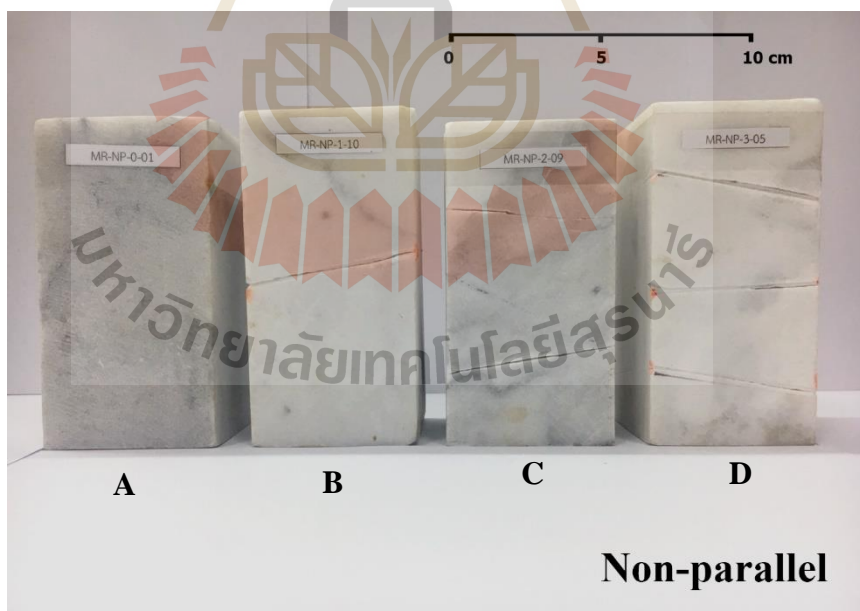 0 5 10 cm
MR-NP-0-01
MR-NP-1-10
MR-NP-2-09
MR-NP-3-05
มหาวิทยาลัยเทคโนโลยีสุรนารี
A B C D
Non-parallel